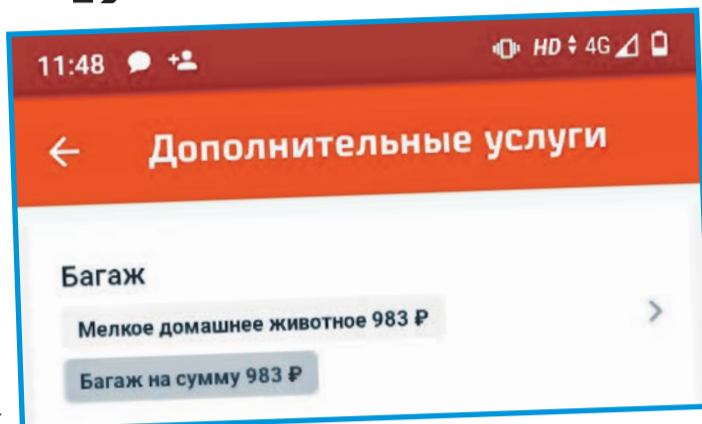 11:48 HD 4G
Дополнительные услуги
Багаж
Мелкое домашнее животное 983 ₽
Багаж на сумму 983 ₽